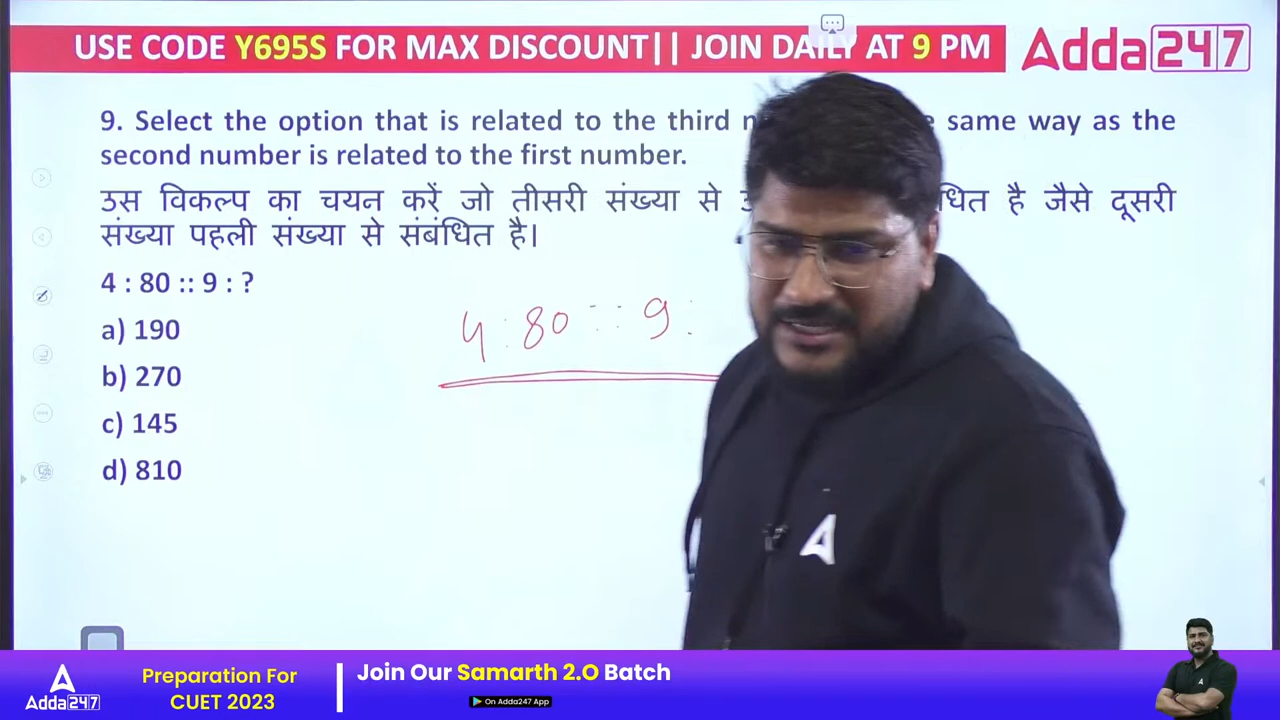 USE CODE Y695S FOR MAX DISCOUNT|| JOIN DAILY AT 9 PM
Adda247
9. Select the option that is related to the third same way as the
second number is related to the first number.
उस विकल्प का चयन करें जो तीसरी संख्या से है जैसे दूसरी
संख्या पहली संख्या से संबंधित है।
4 : 80 :: 9 : ?
4 : 80 :: 9 :
a) 190
b) 270
c) 145
d) 810
Adda247
Preparation For
CUET 2023
Join Our Samarth 2.O Batch
On Adda247 App